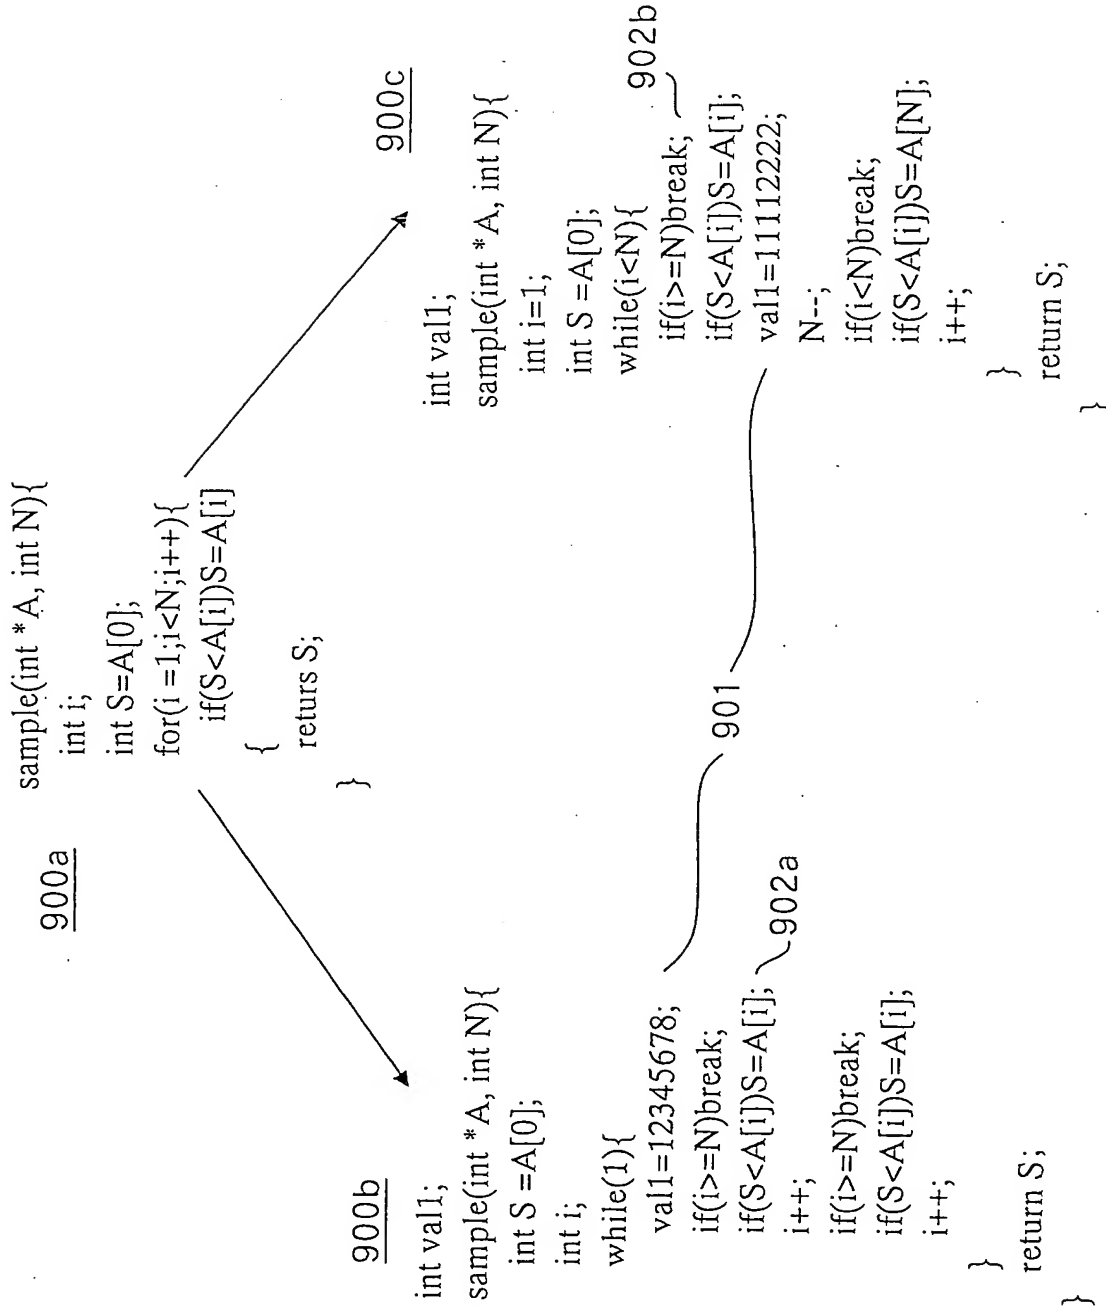 900a
sample(int * A, int N){
int i;
int S=A[0];
for(i =1;i<N;i++){
if(S<A[i])S=A[i]
{
returs S;
}
900b
int val1;
sample(int *A, int N){
int S =A[0];
int i;
while(1){
val1=12345678;
if(i>=N)break;
if(S<A[i])S=A[i];
i++;
if(i>=N)break;
if(S<A[i])S=A[i];
i++;
}
return S;
}
902a
901
900c
int val1;
sample(int * A, int N){
int i=1;
int S =A[0];
while(i<N){
if(i>=N)break;
if(S<A[i])S=A[i];
val1=11112222;
N--;
if(i<N)break;
if(S<A[i])S=A[N];
i++;
}
return S;
}
902b